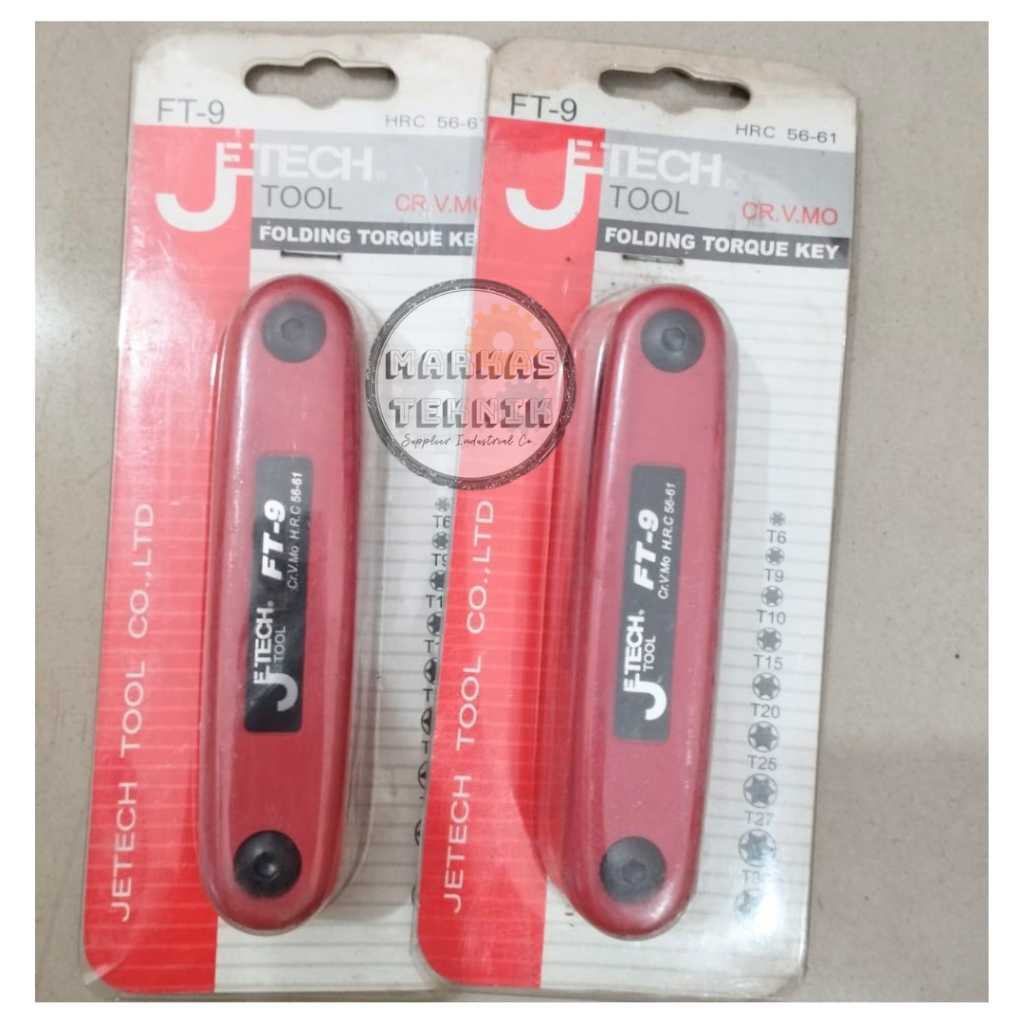 FT-9
HRC 56-61
JETECH®
TOOL
CR.V.MO
FOLDING TORQUE KE
JETECH TOOL CO.,LTD
JETECH® TOOL
FT-9
Cr.V.Mo H.R.C 56-61
T6
T9
FT-9
HRC 56-61
JETECH®
TOOL
CR.V.MO
FOLDING TORQUE KEY
JETECH TOOL CO.,LTD
JETECH® TOOL
FT-9
Cr.V.Mo H.R.C 56-61
T6
T9
T10
T15
T20
T25
T27
MARKAS
TEKNIK
Supplier Industrial Co.